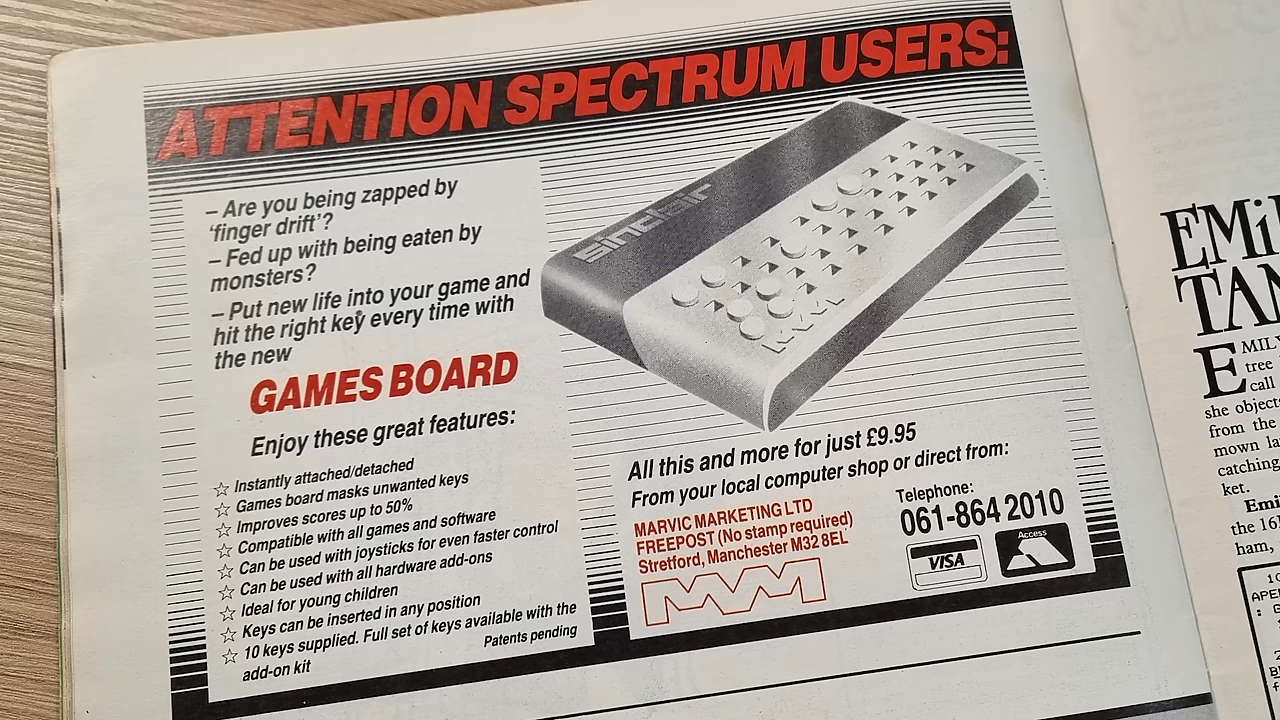 ATTENTION SPECTRUM USERS:
– Are you being zapped by
'finger drift'?
– Fed up with being eaten by
monsters?
– Put new life into your game and
hit the right key every time with
the new
GAMES BOARD
Enjoy these great features:
☆ Instantly attached/detached
☆ Games board masks unwanted keys
☆ Improves scores up to 50%
☆ Compatible with all games and software
☆ Can be used with joysticks for even faster control
☆ Can be used with all hardware add-ons
☆ Ideal for young children
☆ Keys can be inserted in any position
☆ 10 keys supplied. Full set of keys available with the
add-on kit
Patents pending
sinclair
All this and more for just £9.95
From your local computer shop or direct from:
MARVIC MARKETING LTD
FREEPOST (No stamp required)
Stretford, Manchester M32 8EL
MVM
Telephone:
061-864 2010
VISA
Access
EMi
TAN
EMILY
tree
call
she objects
from the
mown la
catching
ket.
Emi
the 16
ham,